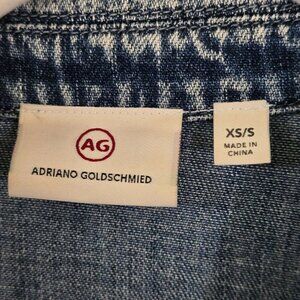 AG
ADRIANO GOLDSCHMIED
XS/S
MADE IN
CHINA